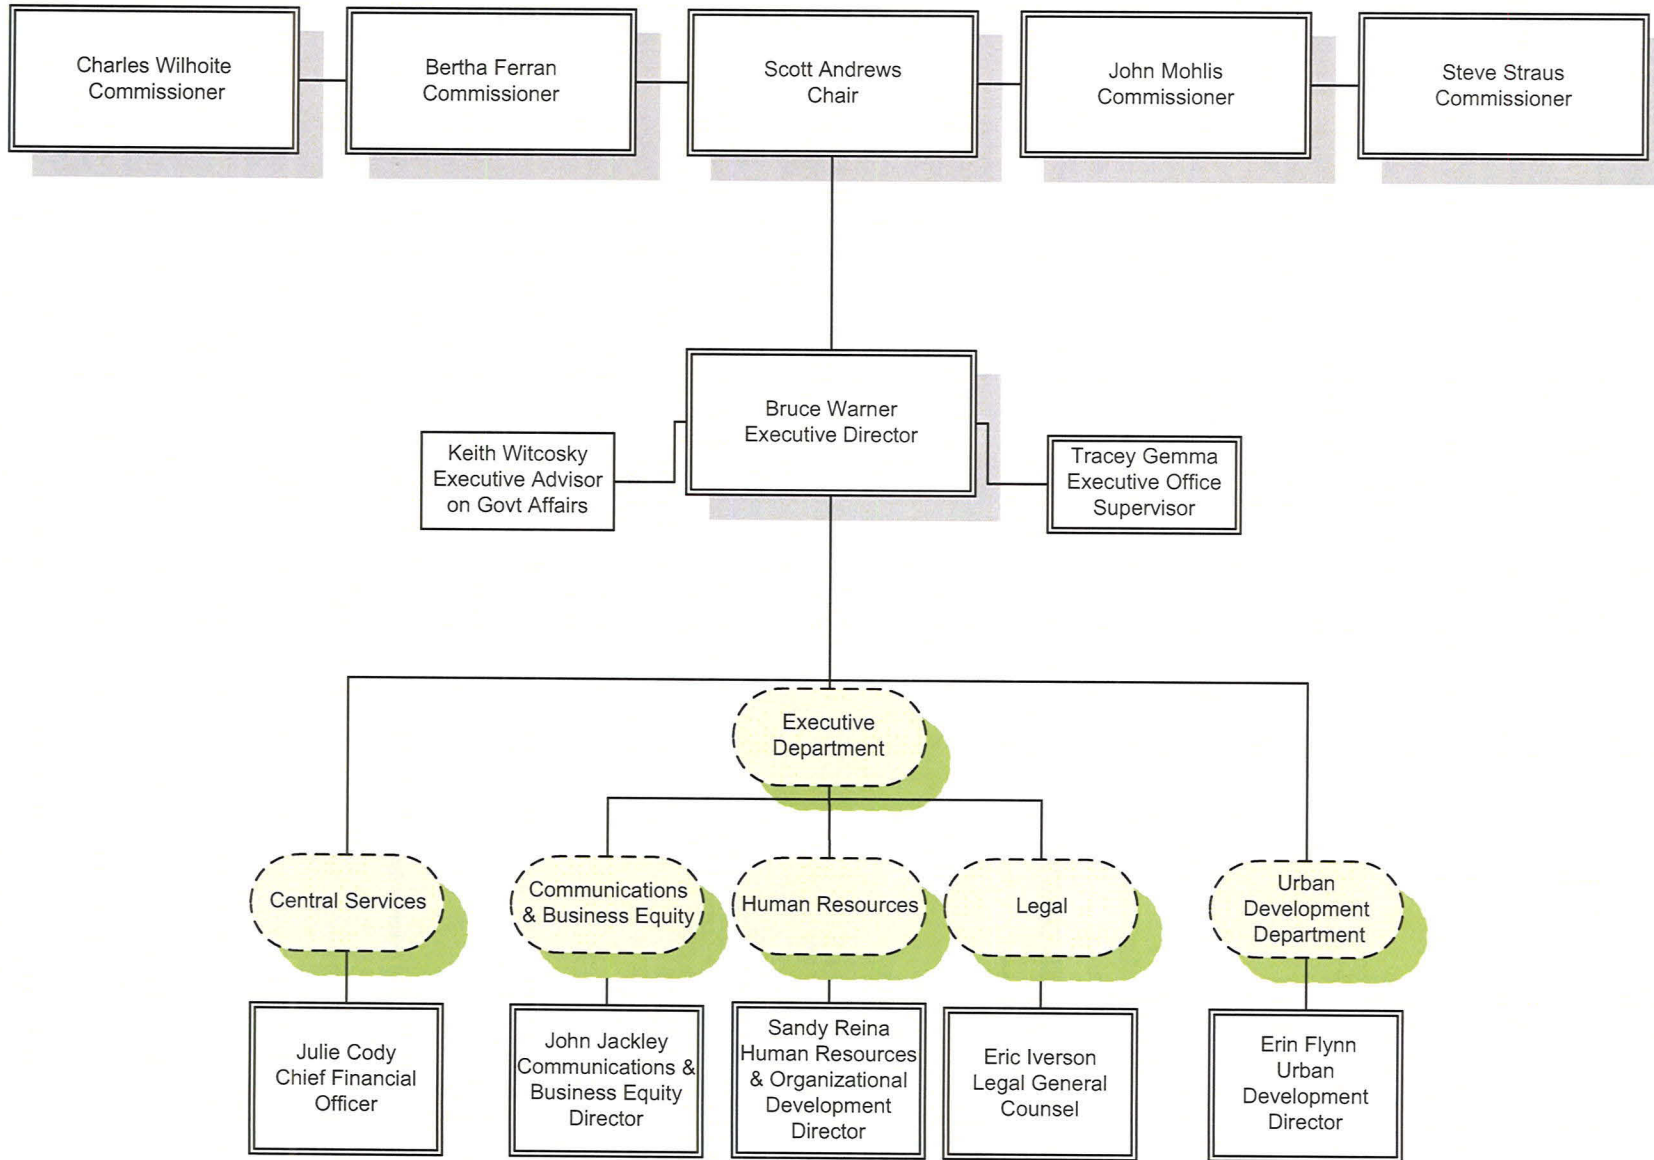 Charles Wilhoite
Commissioner
Bertha Ferran
Commissioner
Scott Andrews
Chair
John Mohlis
Commissioner
Steve Straus
Commissioner
Bruce Warner
Executive Director
Keith Witcosky
Executive Advisor
on Govt Affairs
Tracey Gemma
Executive Office
Supervisor
Executive
Department
Central Services
Communications
& Business Equity
Human Resources
Legal
Urban
Development
Department
Julie Cody
Chief Financial
Officer
John Jackley
Communications &
Business Equity
Director
Sandy Reina
Human Resources
& Organizational
Development
Director
Eric Iverson
Legal General
Counsel
Erin Flynn
Urban
Development
Director